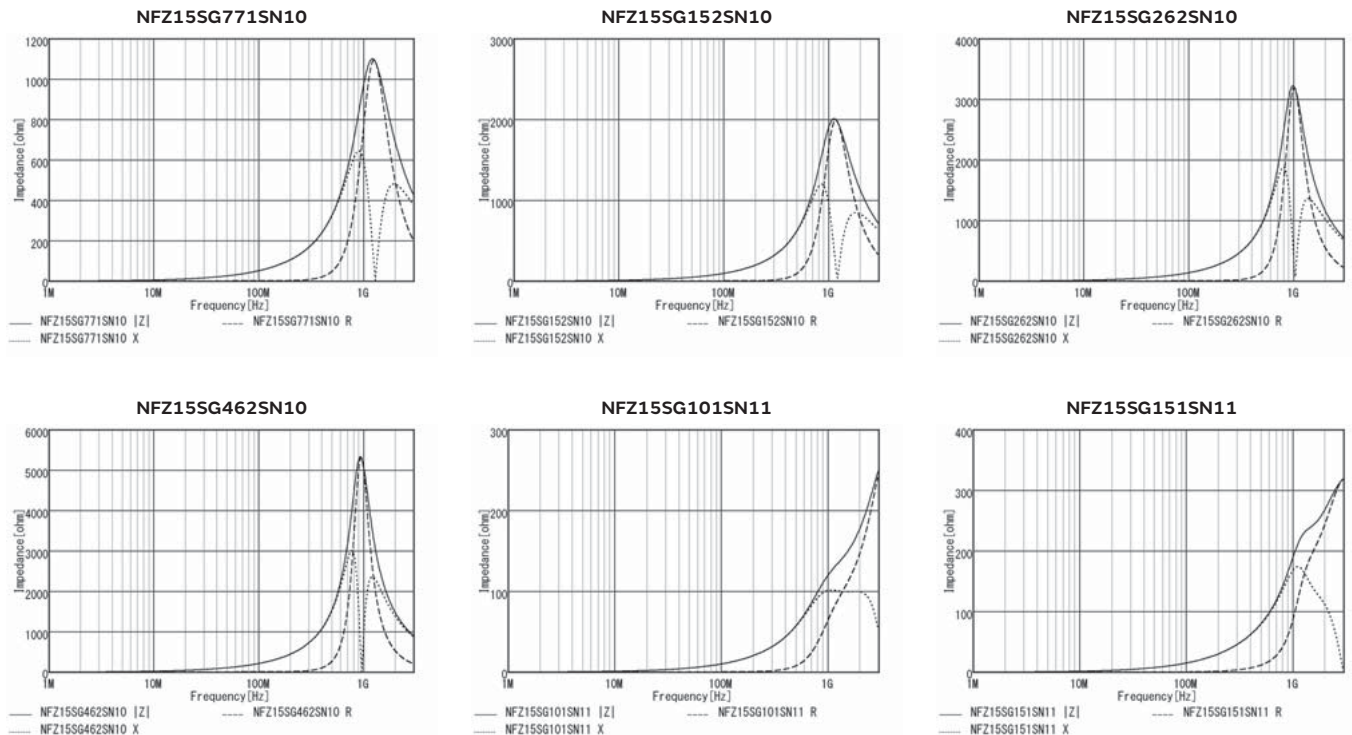 NFZ15SG771SN10
1200
1000
800
600
400
200
0
Impedance[ohm]
1M 10M 100M 1G
Frequency[Hz]
NFZ15SG771SN10 |Z| NFZ15SG771SN10 R
NFZ15SG771SN10 X
NFZ15SG152SN10
3000
2000
1000
0
Impedance[ohm]
1M 10M 100M 1G
Frequency[Hz]
NFZ15SG152SN10 |Z| NFZ15SG152SN10 R
NFZ15SG152SN10 X
NFZ15SG262SN10
4000
3000
2000
1000
0
Impedance[ohm]
1M 10M 100M 1G
Frequency[Hz]
NFZ15SG262SN10 |Z| NFZ15SG262SN10 R
NFZ15SG262SN10 X
NFZ15SG462SN10
6000
5000
4000
3000
2000
1000
0
Impedance[ohm]
1M 10M 100M 1G
Frequency[Hz]
NFZ15SG462SN10 |Z| NFZ15SG462SN10 R
NFZ15SG462SN10 X
NFZ15SG101SN11
300
200
100
0
Impedance[ohm]
1M 10M 100M 1G
Frequency[Hz]
NFZ15SG101SN11 |Z| NFZ15SG101SN11 R
NFZ15SG101SN11 X
NFZ15SG151SN11
400
300
200
100
0
Impedance[ohm]
1M 10M 100M 1G
Frequency[Hz]
NFZ15SG151SN11 |Z| NFZ15SG151SN11 R
NFZ15SG151SN11 X